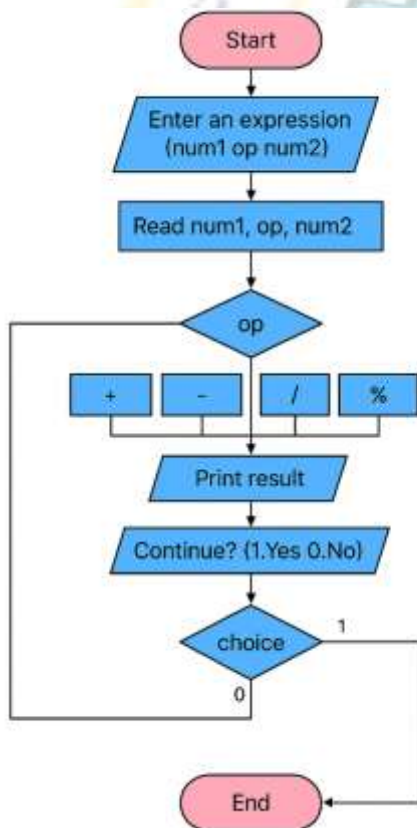 Start
Enter an expression
(num1 op num2)
Read num1, op, num2
op
+
-
/
%
Print result
Continue? (1.Yes 0.No)
choice
1
0
End